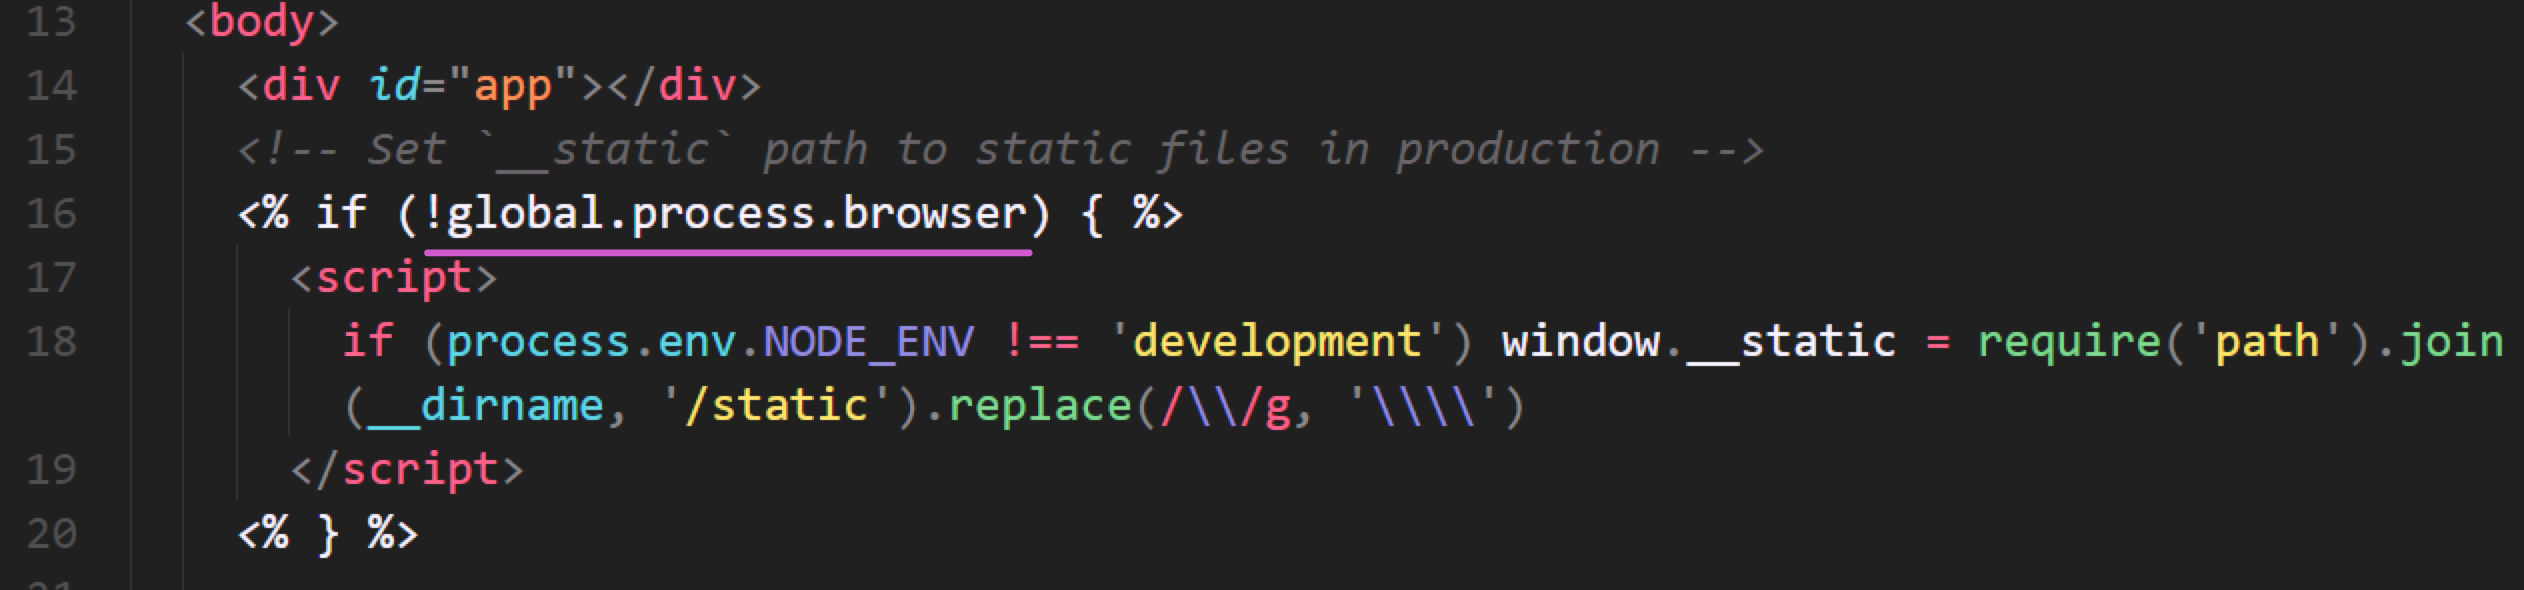 13 <body>
14 <div id="app"></div>
15 <!-- Set `__static` path to static files in production -->
16 <% if (!global.process.browser) { %>
17 <script>
18 if (process.env.NODE_ENV !== 'development') window.__static = require('path').join
(__dirname, '/static').replace(/\\/g, '\\\\')
19 </script>
20 <% } %>